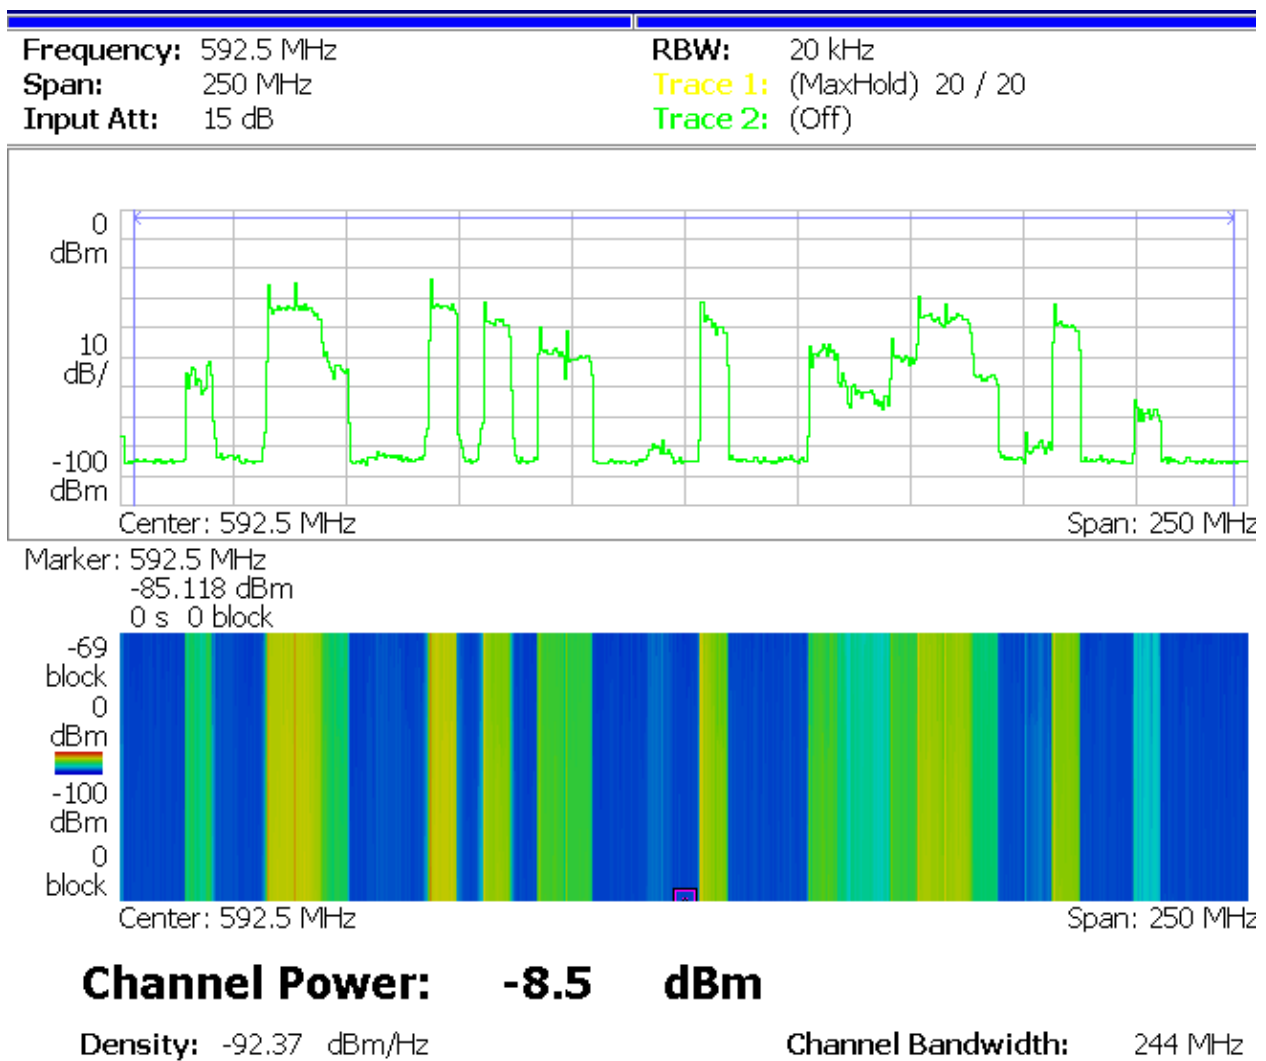 Frequency: 592.5 MHz RBW: 20 kHz
Span: 250 MHz Trace 1: (MaxHold) 20 / 20
Input Att: 15 dB Trace 2: (Off)
0
dBm
10
dB/
-100
dBm
Center: 592.5 MHz Span: 250 MHz
Marker: 592.5 MHz
-85.118 dBm
0 s 0 block
-69
block
0
dBm
-100
dBm
0
block
Center: 592.5 MHz Span: 250 MHz
Channel Power: -8.5 dBm
Density: -92.37 dBm/Hz Channel Bandwidth: 244 MHz